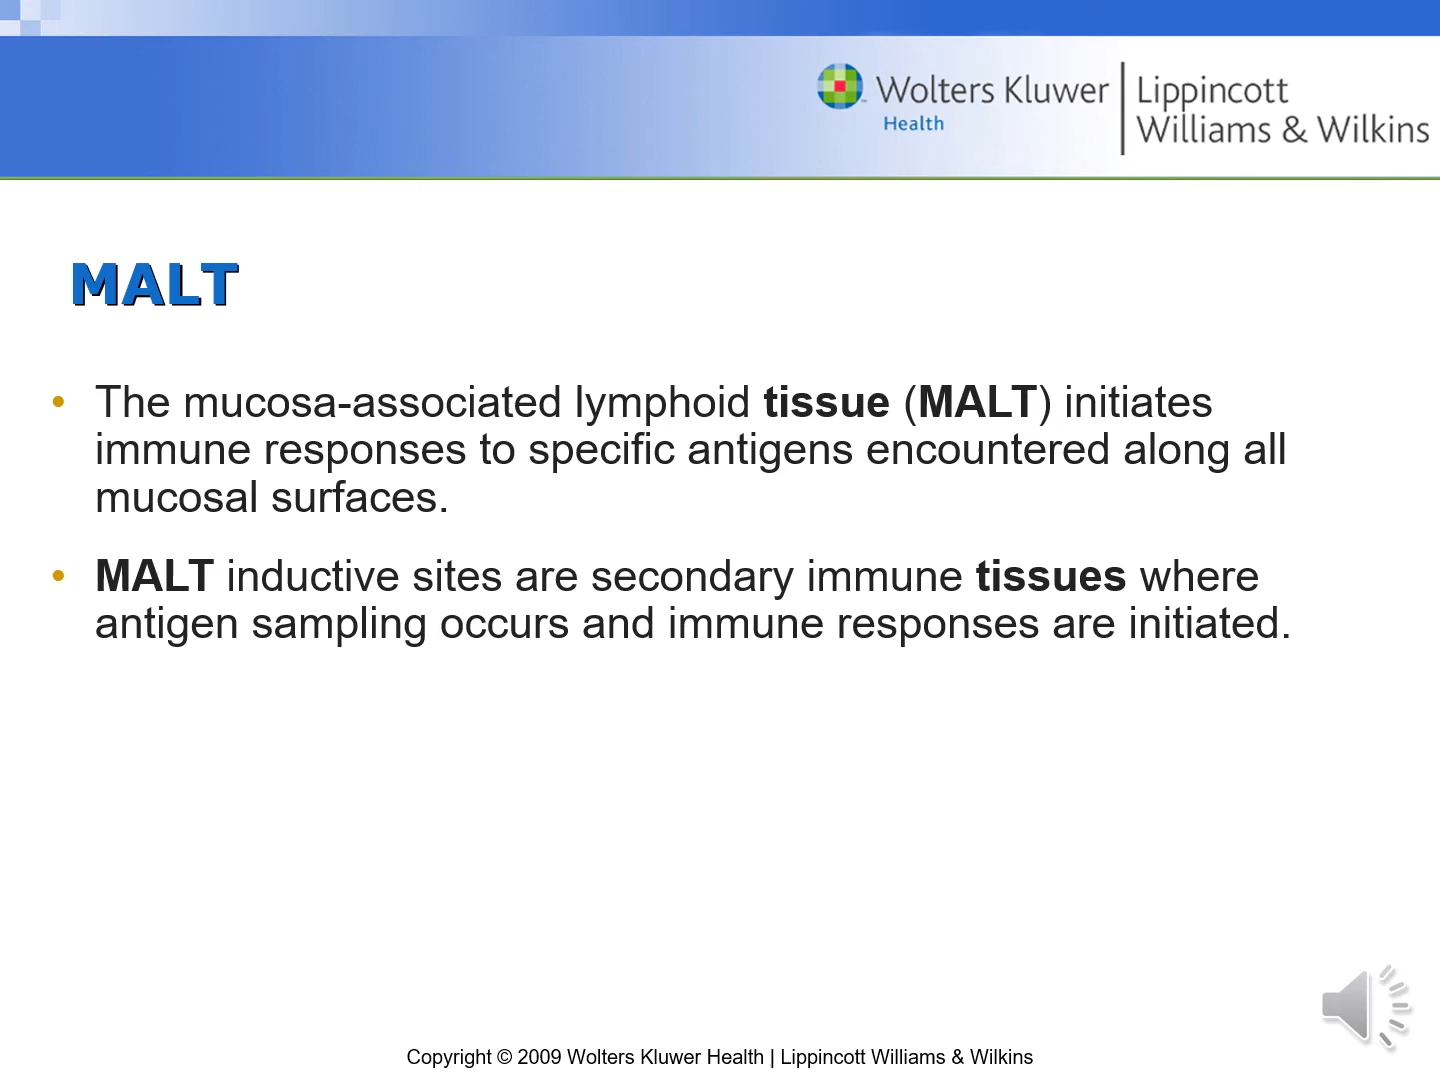 Wolters Kluwer
Health
Lippincott
Williams & Wilkins
MALT
• The mucosa-associated lymphoid tissue (MALT) initiates
immune responses to specific antigens encountered along all
mucosal surfaces.
• MALT inductive sites are secondary immune tissues where
antigen sampling occurs and immune responses are initiated.
Copyright © 2009 Wolters Kluwer Health | Lippincott Williams & Wilkins